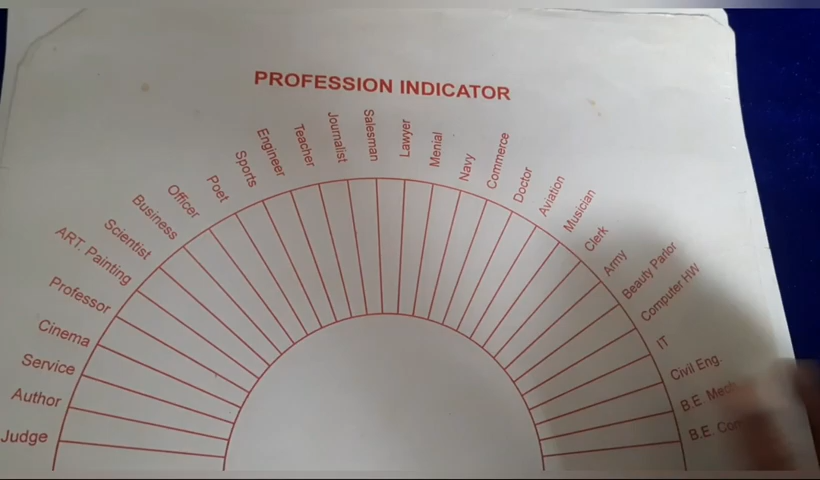 PROFESSION INDICATOR
Judge
Author
Service
Cinema
Professor
ART. Painting
Scientist
Business
Officer
Poet
Sports
Engineer
Teacher
Journalist
Salesman
Lawyer
Menial
Navy
Commerce
Doctor
Aviation
Musician
Clerk
Army
Beauty Parlor
Computer HW
IT
Civil Eng.
B.E.
B.E.